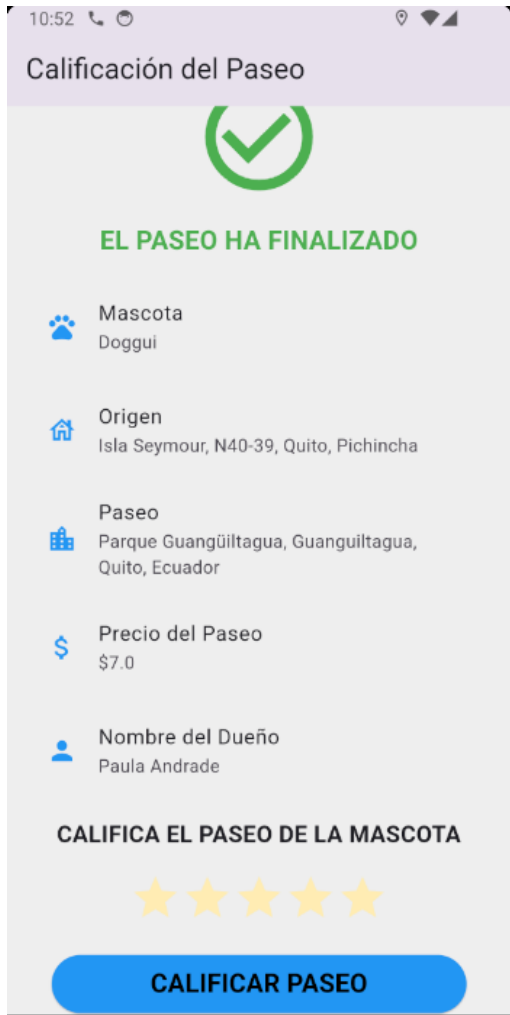 10:52
Calificación del Paseo
EL PASEO HA FINALIZADO
Mascota
Doggui
Origen
Isla Seymour, N40-39, Quito, Pichincha
Paseo
Parque Guangüiltagua, Guanguiltagua,
Quito, Ecuador
Precio del Paseo
$7.0
Nombre del Dueño
Paula Andrade
CALIFICA EL PASEO DE LA MASCOTA
CALIFICAR PASEO